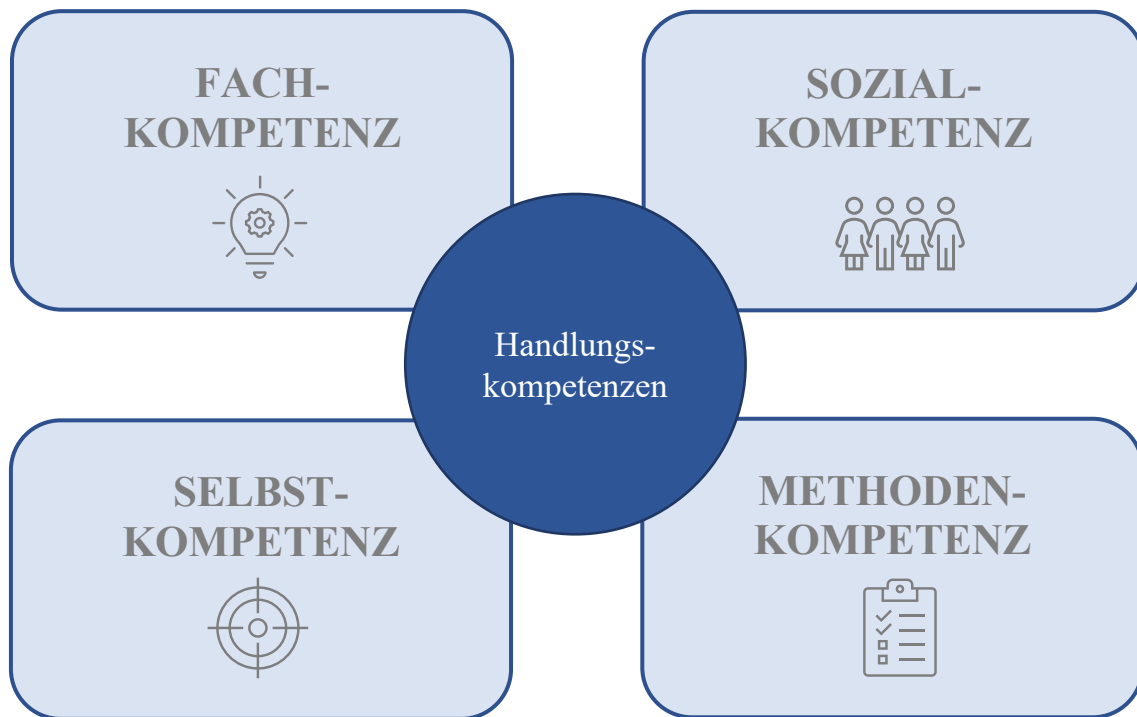 FACH-
KOMPETENZ
SOZIAL-
KOMPETENZ
Handlungs-
kompetenzen
SELBST-
KOMPETENZ
METHODEN-
KOMPETENZ